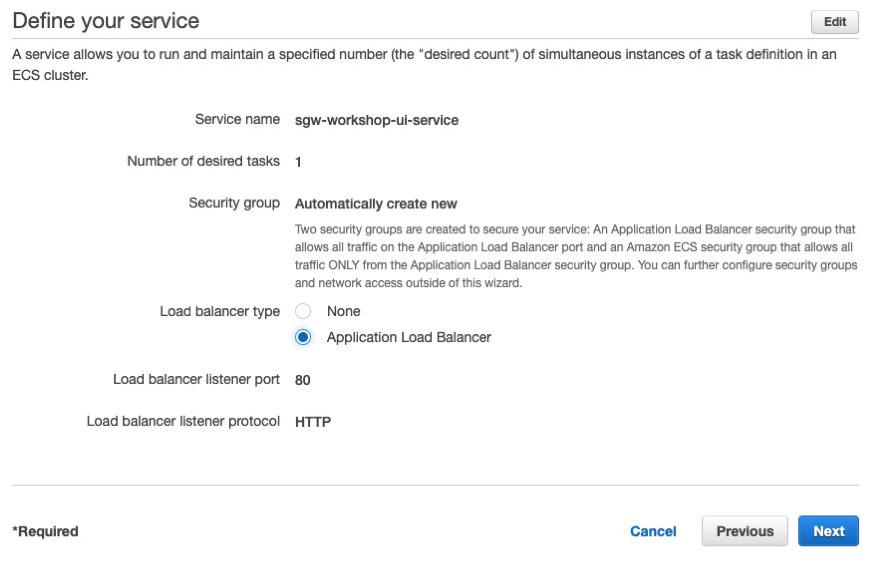 Define your service
Edit
A service allows you to run and maintain a specified number (the "desired count") of simultaneous instances of a task definition in an
ECS cluster.
Service name sgw-workshop-ui-service
Number of desired tasks 1
Security group Automatically create new
Two security groups are created to secure your service: An Application Load Balancer security group that
allows all traffic on the Application Load Balancer port and an Amazon ECS security group that allows all
traffic ONLY from the Application Load Balancer security group. You can further configure security groups
and network access outside of this wizard.
Load balancer type None
Application Load Balancer
Load balancer listener port 80
Load balancer listener protocol HTTP
*Required Cancel Previous Next